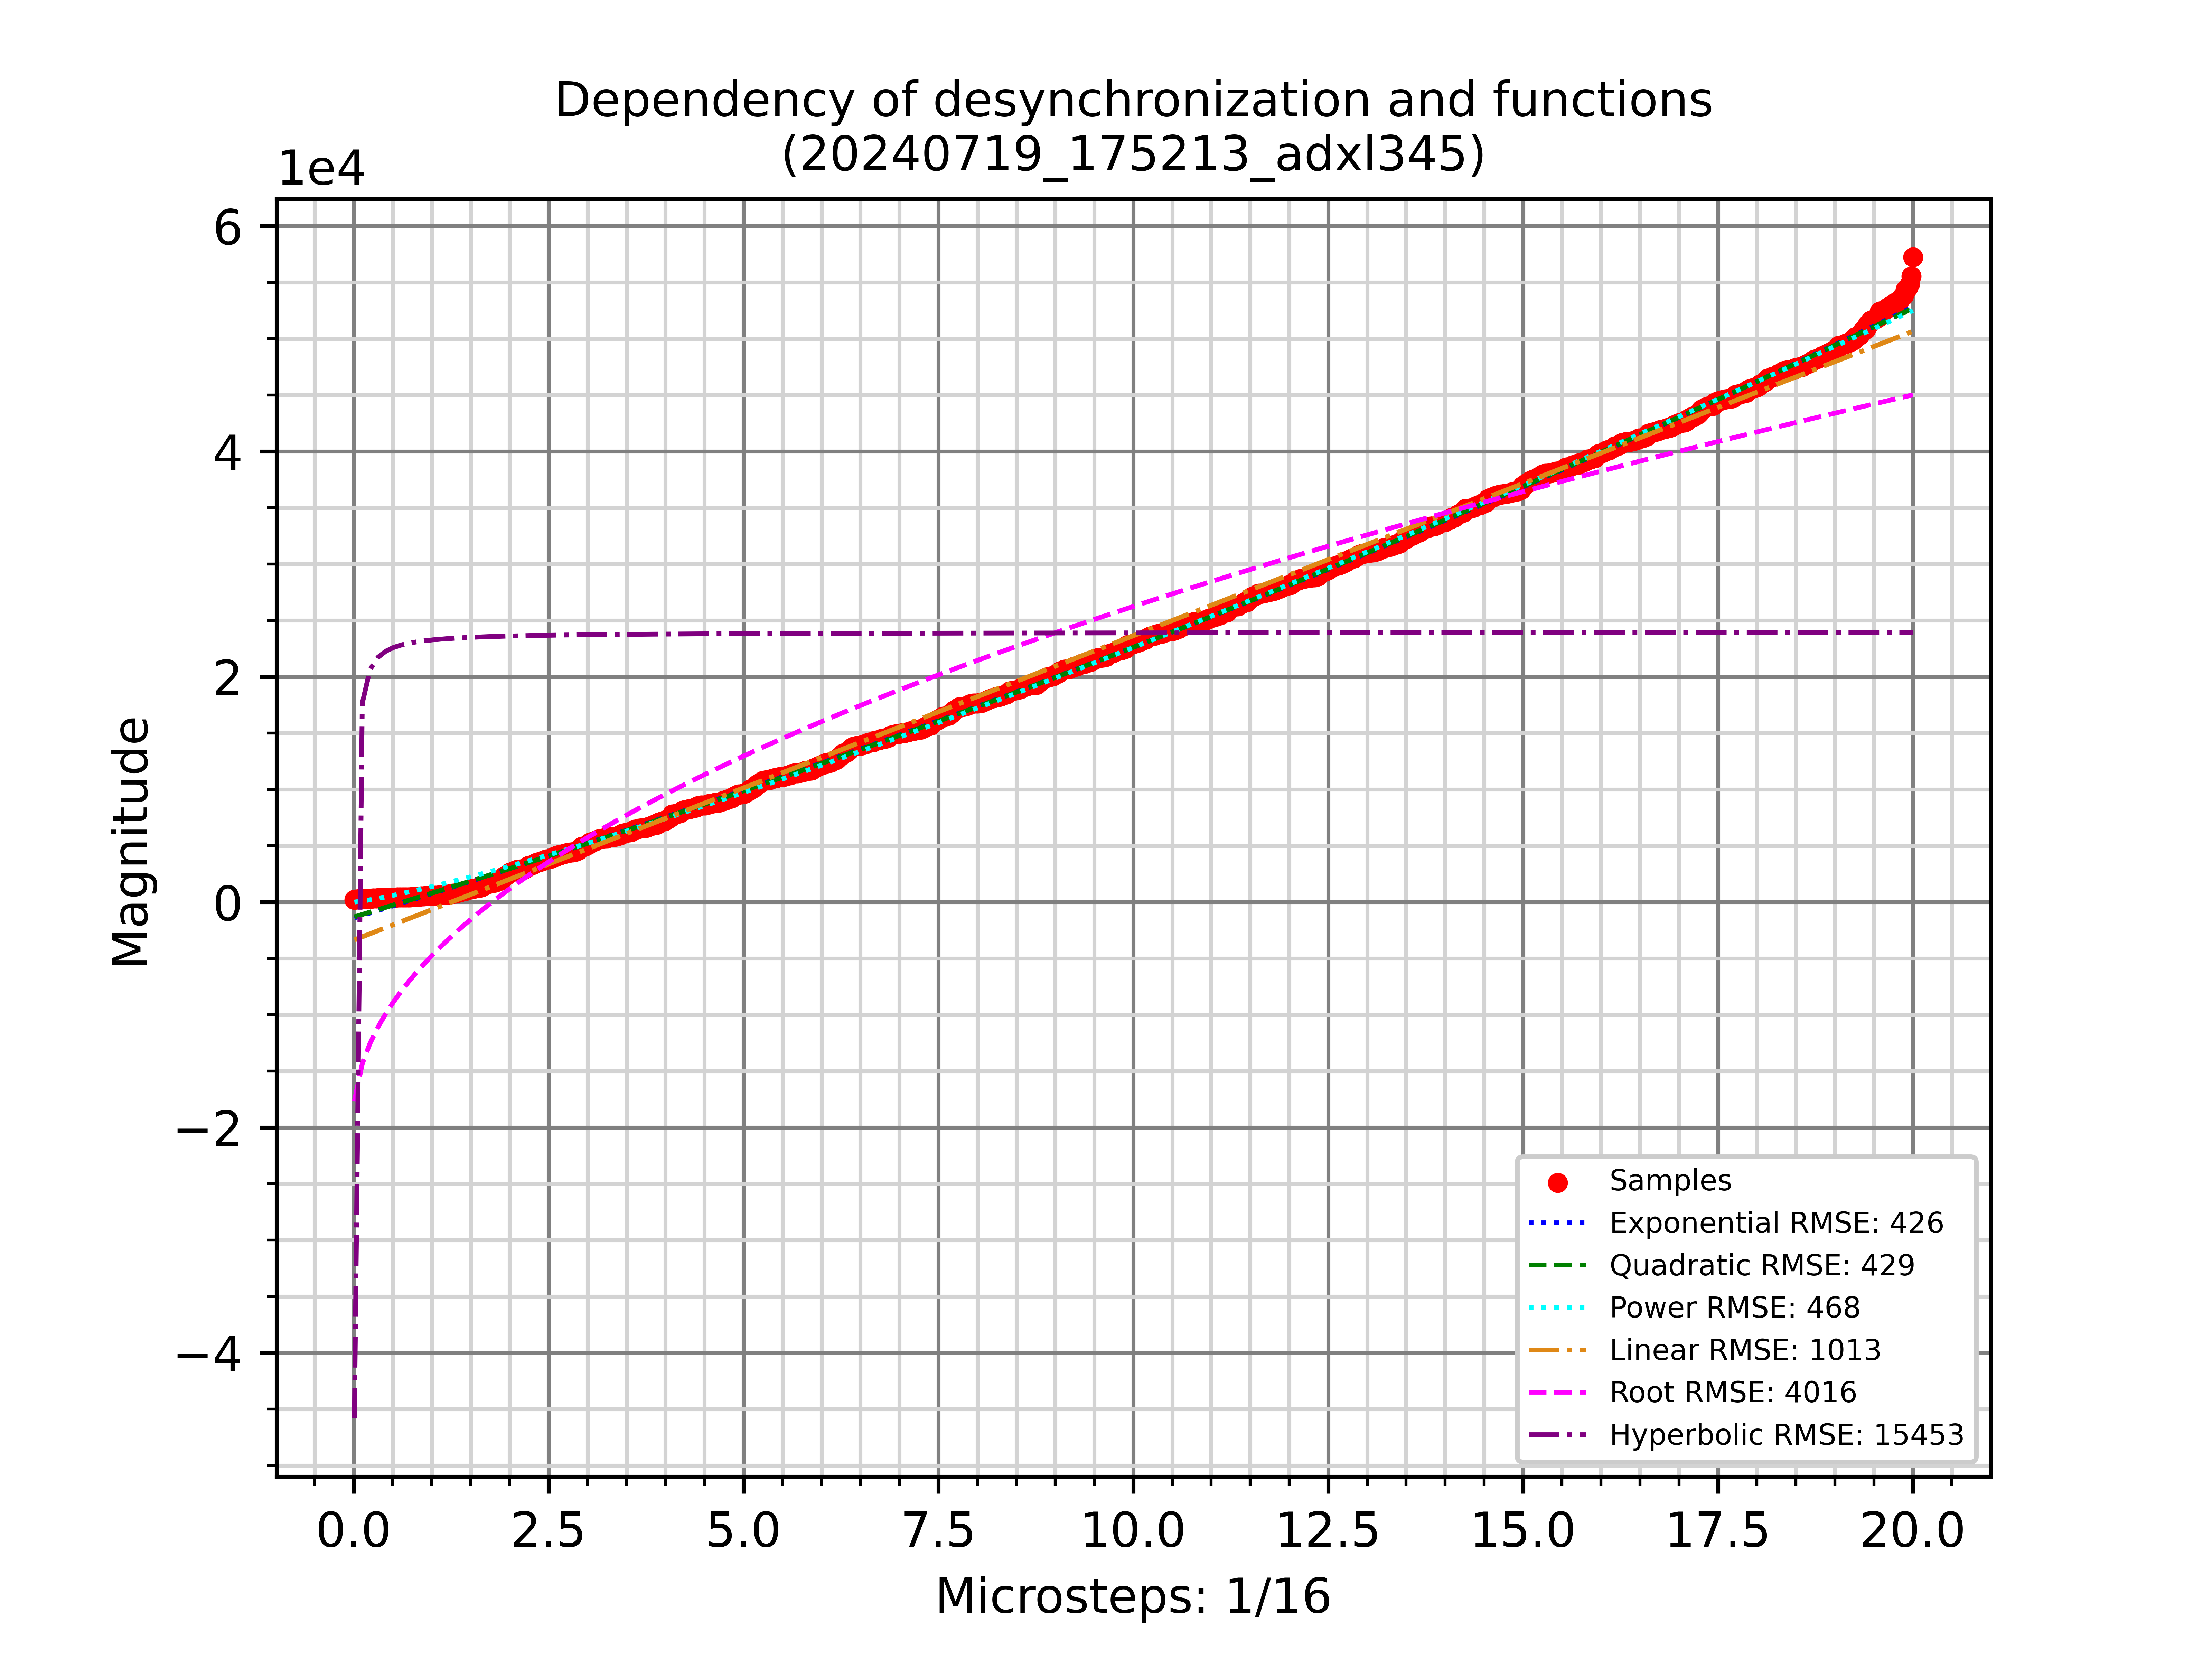 Dependency of desynchronization and functions
(20240719_175213_adxl345)
1e4
6
4
2
0
−2
−4
Magnitude
0.0 2.5 5.0 7.5 10.0 12.5 15.0 17.5 20.0
Microsteps: 1/16
Samples
Exponential RMSE: 426
Quadratic RMSE: 429
Power RMSE: 468
Linear RMSE: 1013
Root RMSE: 4016
Hyperbolic RMSE: 15453